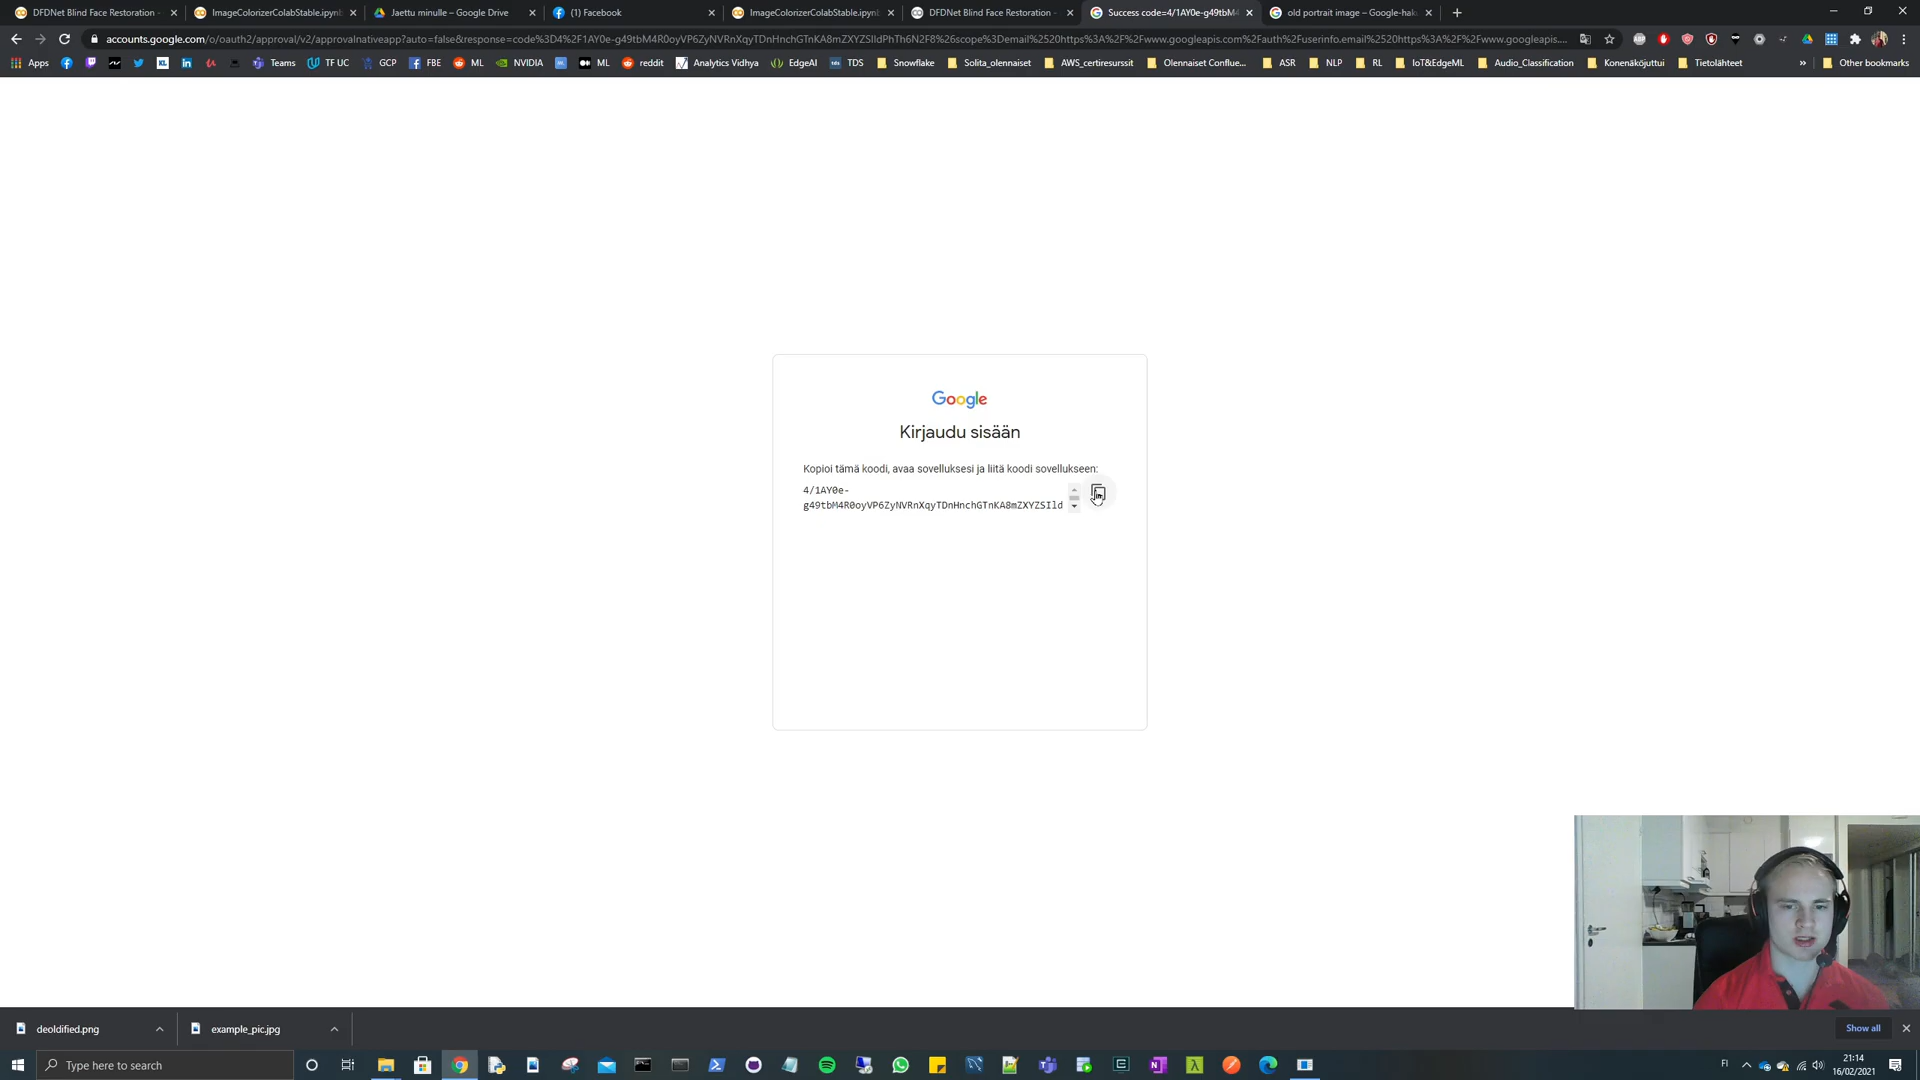 DFDNet Blind Face Restoration -
ImageColorizerColabStable.ipynb
Jaettu minulle – Google Drive
(1) Facebook
ImageColorizerColabStable.ipynb
DFDNet Blind Face Restoration -
Success code=4/1AY0e-g49tbM4
old portrait image – Google-hak
accounts.google.com/o/oauth2/approval/v2/approvalnativeapp?auto=false&response=code%3D4%2F1AY0e-g49tbM4R0oyVP6ZyNVRnXqyTDnHnchGTnKA8mZXYZSIldPhTh6N2F8%26scope%3Demail%2520https%3A%2F%2Fwww.googleapis.com%2Fauth%2Fuserinfo.email%2520https%3A%2F%2Fwww.googleapis....
Apps
Teams
TF UC
GCP
FBE
ML
NVIDIA
ML
reddit
Analytics Vidhya
EdgeAI
TDS
Snowflake
Solita_olennaiset
AWS_certiresurssit
Olennaiset Conflue...
ASR
NLP
RL
IoT&EdgeML
Audio_Classification
Konenäköjuttui
Tietolähteet
»
Other bookmarks
Google
Kirjaudu sisään
Kopioi tämä koodi, avaa sovelluksesi ja liitä koodi sovellukseen:
4/1AY0e-
g49tbM4R0oyVP6ZyNVRnXqyTDnHnchGTnKA8mZXYZSIld
deoldified.png
example_pic.jpg
Show all
Type here to search
FI
21:14
16/02/2021